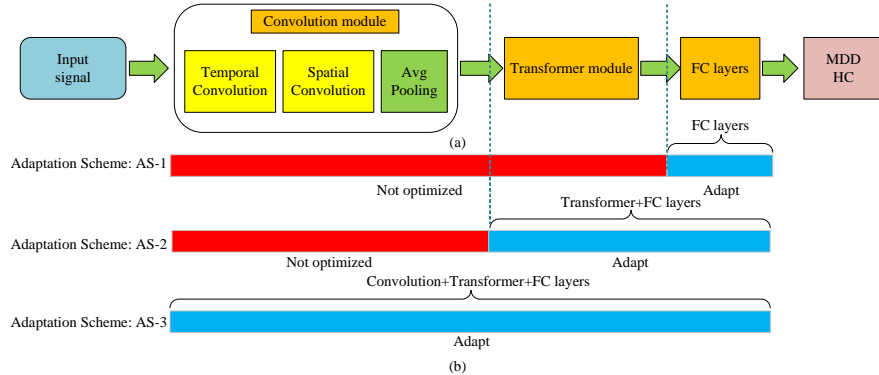 Convolution module
Input
signal
Temporal
Convolution
Spatial
Convolution
Avg
Pooling
Transformer module
FC layers
MDD
HC
(a)
FC layers
Adaptation Scheme: AS-1
Not optimized
Adapt
Transformer+FC layers
Adaptation Scheme: AS-2
Not optimized
Adapt
Convolution+Transformer+FC layers
Adaptation Scheme: AS-3
Adapt
(b)